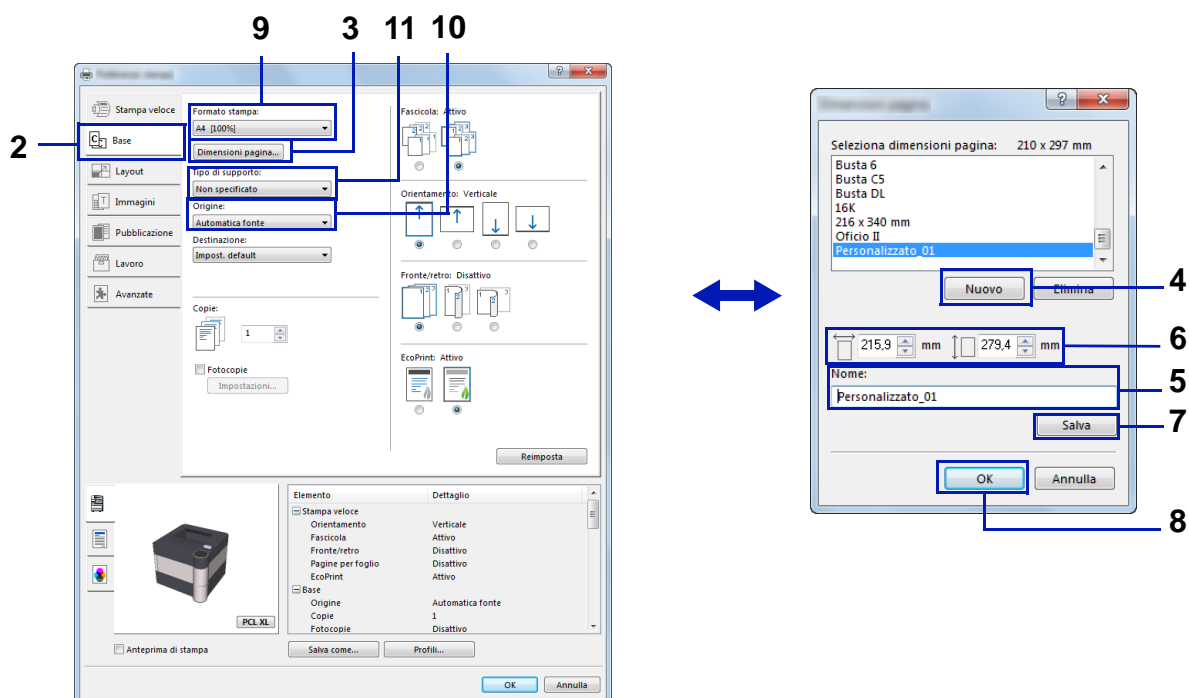 9
3
11
10
2
Stampa veloce
Base
Layout
Immagini
Pubblicazione
Lavoro
Avanzate
Formato stampa:
A4 [100%]
Dimensioni pagina...
Tipo di supporto:
Non specificato
Origine:
Automatica fonte
Destinazione:
Impost. default
Copie:
1
Fotocopie
Impostazioni...
Fascicola: Attivo
Orientamento: Verticale
Fronte/retro: Disattivo
EcoPrint: Attivo
Reimposta
Elemento Dettaglio
Stampa veloce
Orientamento Verticale
Fascicola Attivo
Fronte/retro Disattivo
Pagine per foglio Disattivo
EcoPrint Attivo
Base
Origine Automatica fonte
Copie 1
Fotocopie Disattivo
PCL XL
Anteprima di stampa
Salva come...
Profili...
OK
Annulla
Seleziona dimensioni pagina: 210 x 297 mm
Busta 6
Busta C5
Busta DL
16K
216 x 340 mm
Oficio II
Personalizzato_01
Nuovo
Elimina
4
215,9 mm 279,4 mm
6
Nome:
Personalizzato_01
5
Salva
7
OK
Annulla
8